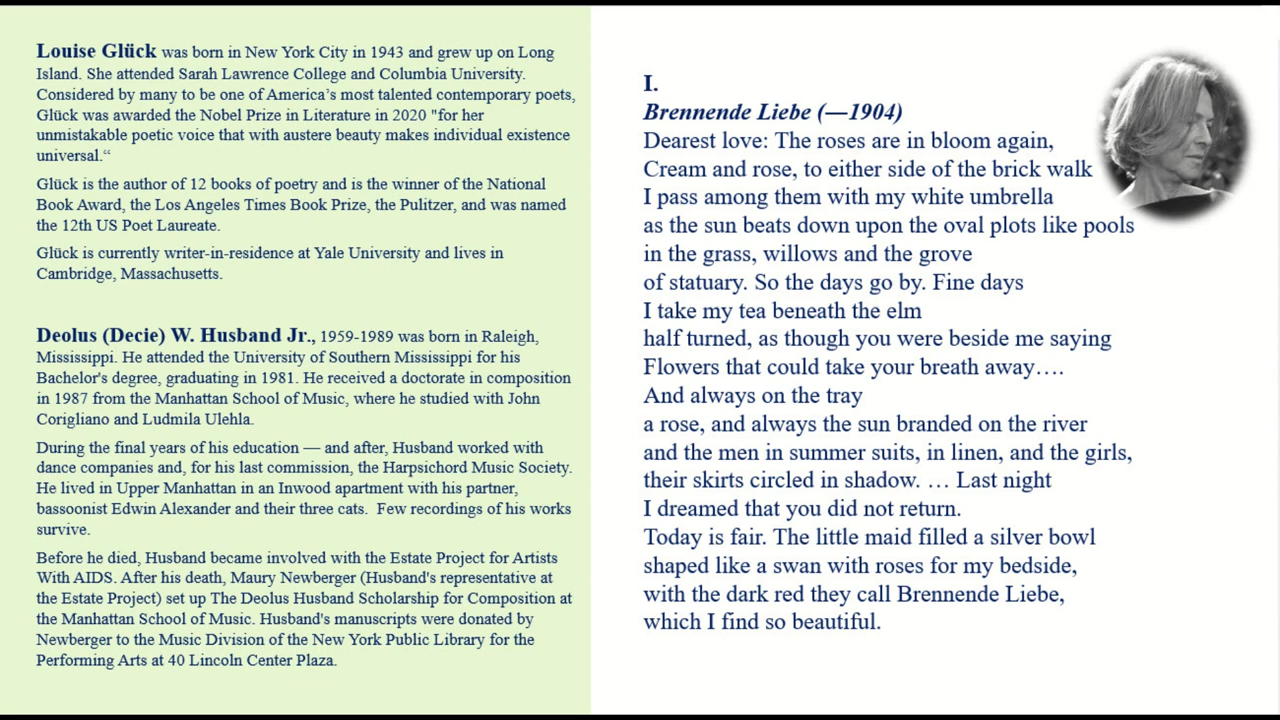 Louise Glück was born in New York City in 1943 and grew up on Long
Island. She attended Sarah Lawrence College and Columbia University.
Considered by many to be one of America’s most talented contemporary poets,
Glück was awarded the Nobel Prize in Literature in 2020 "for her
unmistakable poetic voice that with austere beauty makes individual existence
universal.“
Glück is the author of 12 books of poetry and is the winner of the National
Book Award, the Los Angeles Times Book Prize, the Pulitzer, and was named
the 12th US Poet Laureate.
Glück is currently writer-in-residence at Yale University and lives in
Cambridge, Massachusetts.
Deolus (Decie) W. Husband Jr., 1959-1989 was born in Raleigh,
Mississippi. He attended the University of Southern Mississippi for his
Bachelor's degree, graduating in 1981. He received a doctorate in composition
in 1987 from the Manhattan School of Music, where he studied with John
Corigliano and Ludmila Ulehla.
During the final years of his education — and after, Husband worked with
dance companies and, for his last commission, the Harpsichord Music Society.
He lived in Upper Manhattan in an Inwood apartment with his partner,
bassoonist Edwin Alexander and their three cats. Few recordings of his works
survive.
Before he died, Husband became involved with the Estate Project for Artists
With AIDS. After his death, Maury Newberger (Husband's representative at
the Estate Project) set up The Deolus Husband Scholarship for Composition at
the Manhattan School of Music. Husband's manuscripts were donated by
Newberger to the Music Division of the New York Public Library for the
Performing Arts at 40 Lincoln Center Plaza.
I.
Brennende Liebe (—1904)
Dearest love: The roses are in bloom again,
Cream and rose, to either side of the brick walk
I pass among them with my white umbrella
as the sun beats down upon the oval plots like pools
in the grass, willows and the grove
of statuary. So the days go by. Fine days
I take my tea beneath the elm
half turned, as though you were beside me saying
Flowers that could take your breath away….
And always on the tray
a rose, and always the sun branded on the river
and the men in summer suits, in linen, and the girls,
their skirts circled in shadow. … Last night
I dreamed that you did not return.
Today is fair. The little maid filled a silver bowl
shaped like a swan with roses for my bedside,
with the dark red they call Brennende Liebe,
which I find so beautiful.